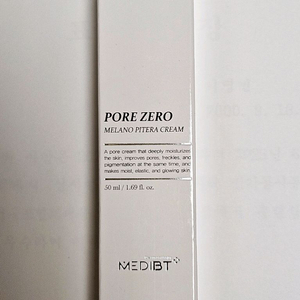 PORE ZERO
MELANO PITERA CREAM
A pore cream that deeply moisturizes
the skin, improves pores, freckles, and
pigmentation at the same time, and
makes moist, elastic, and glowing skin.
50 ml / 1.69 fl. oz.
MEDIBT